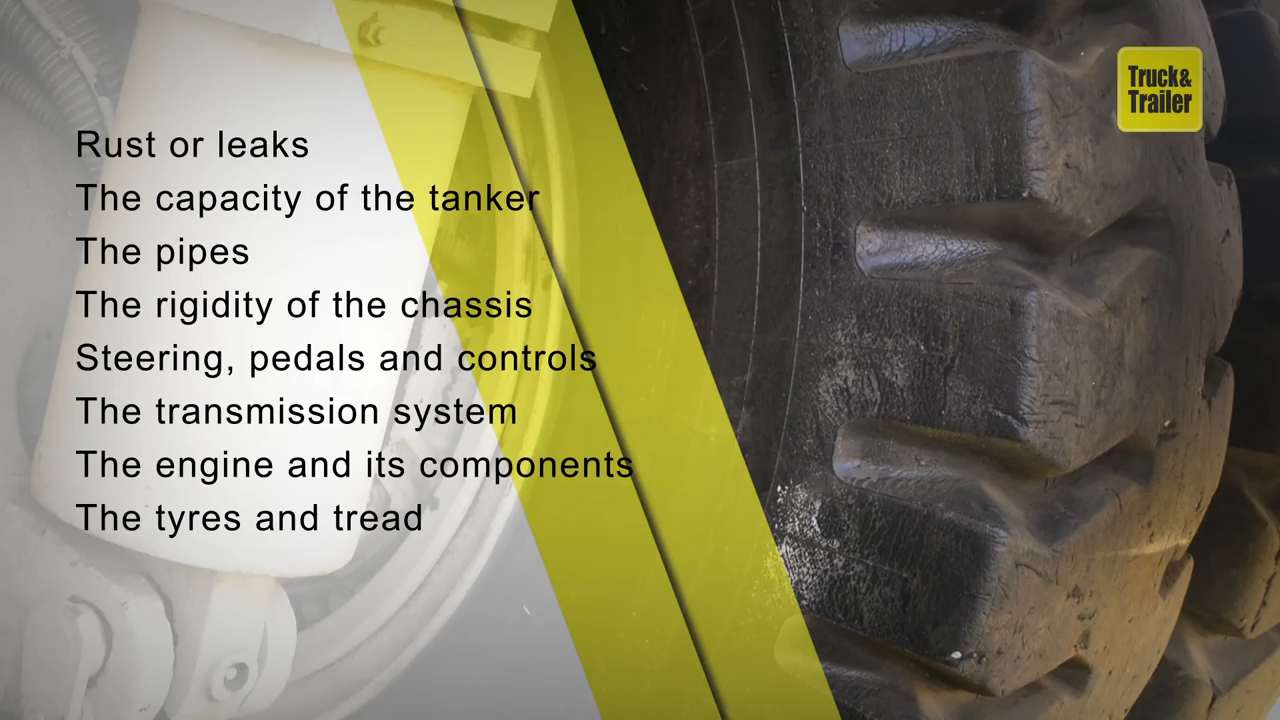 Rust or leaks
The capacity of the tanker
The pipes
The rigidity of the chassis
Steering, pedals and controls
The transmission system
The engine and its components
The tyres and tread
Truck&
Trailer